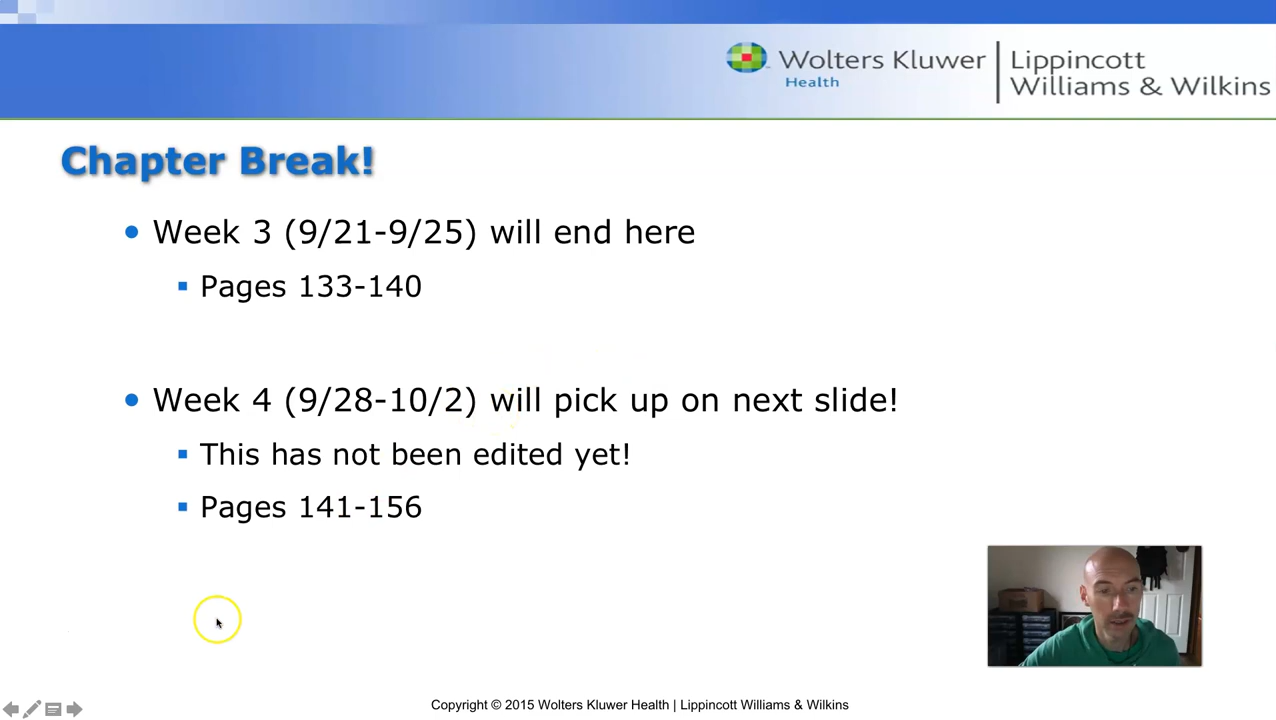 Wolters Kluwer
Health
Lippincott
Williams & Wilkins
Chapter Break!
Week 3 (9/21-9/25) will end here
Pages 133-140
Week 4 (9/28-10/2) will pick up on next slide!
This has not been edited yet!
Pages 141-156
Copyright © 2015 Wolters Kluwer Health | Lippincott Williams & Wilkins